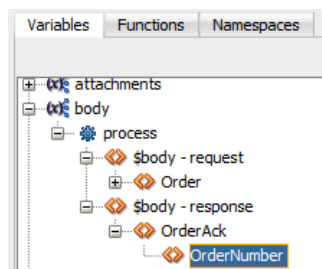 Variables Functions Namespaces
attachments
body
process
$body - request
Order
$body - response
OrderAck
OrderNumber